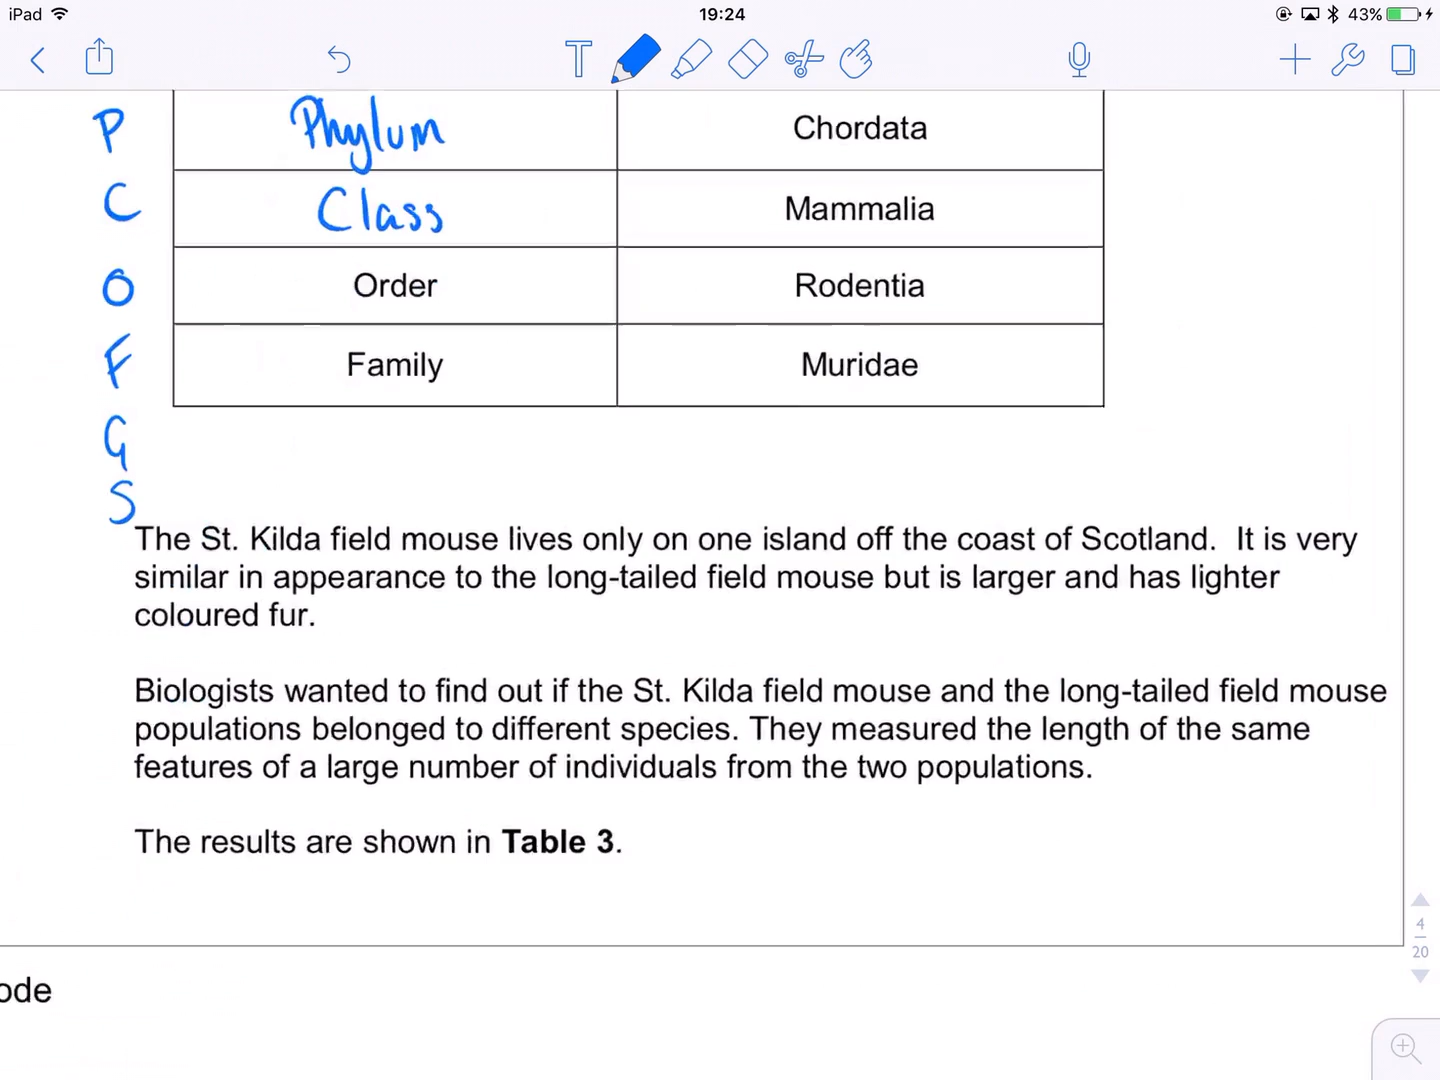 iPad 19:24 43%
T
P Phylum Chordata
C Class Mammalia
O Order Rodentia
F Family Muridae
G
S
The St. Kilda field mouse lives only on one island off the coast of Scotland. It is very
similar in appearance to the long-tailed field mouse but is larger and has lighter
coloured fur.
Biologists wanted to find out if the St. Kilda field mouse and the long-tailed field mouse
populations belonged to different species. They measured the length of the same
features of a large number of individuals from the two populations.
The results are shown in Table 3.
4
20
ode